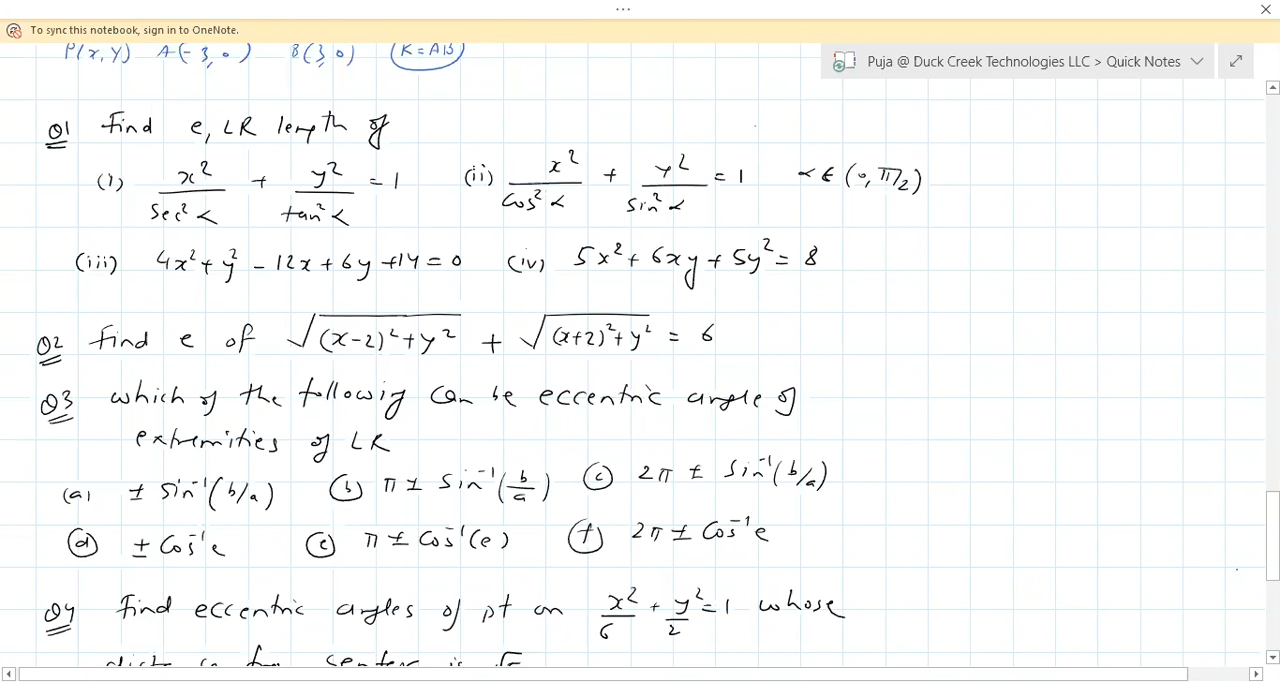 ...
To sync this notebook, sign in to OneNote.
P(x, y) A(-3, 0) B(3, 0) (K = AB)
Puja @ Duck Creek Technologies LLC > Quick Notes
Q1 Find e, LR length of
(i) x²/sec²α + y²/tan²α = 1 (ii) x²/cos²α + y²/sin²α = 1 α ∈ (0, π/2)
(iii) 4x² + y² - 12x + 6y + 14 = 0 (iv) 5x² + 6xy + 5y² = 8
Q2 Find e of √((x-2)² + y²) + √((x+2)² + y²) = 6
Q3 which of the followig can be eccentric angle of
extremities of LR
(a) ± sin⁻¹(b/a) (b) π ± sin⁻¹(b/a) (c) 2π ± sin⁻¹(b/a)
(d) ± cos⁻¹e (e) π ± cos⁻¹(e) (f) 2π ± cos⁻¹e
Q4 Find eccentric angles of pt on x²/6 + y²/2 = 1 whose
center is